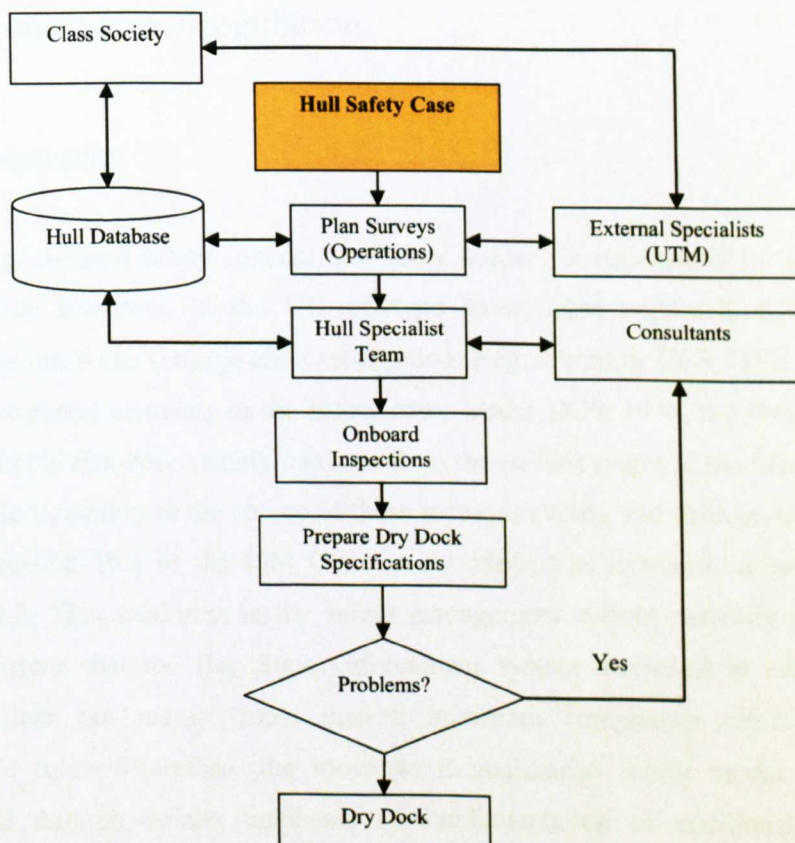 Class Society
Hull Safety Case
Hull Database
Plan Surveys
(Operations)
External Specialists
(UTM)
Hull Specialist
Team
Consultants
Onboard
Inspections
Prepare Dry Dock
Specifications
Problems?
Yes
Dry Dock